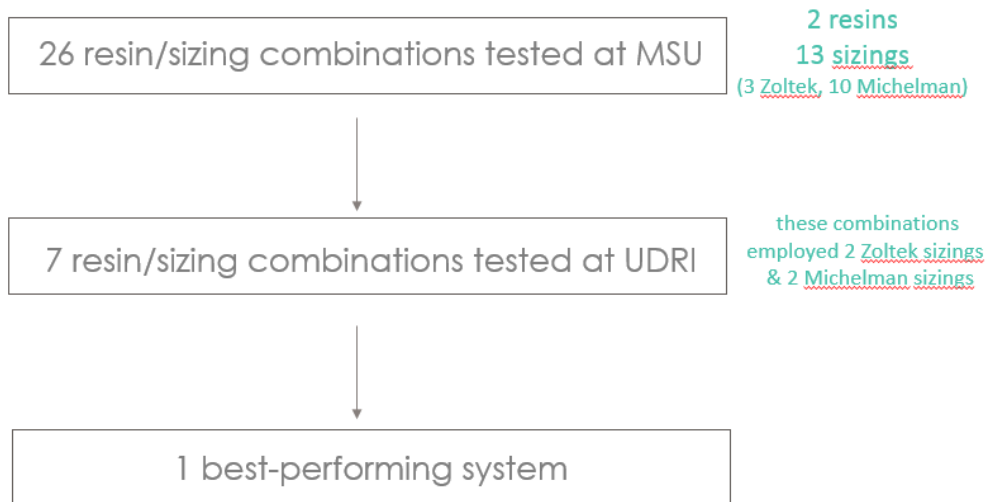 26 resin/sizing combinations tested at MSU
2 resins
13 sizings
(3 Zoltek, 10 Michelman)
7 resin/sizing combinations tested at UDRI
these combinations
employed 2 Zoltek sizings
& 2 Michelman sizings
1 best-performing system